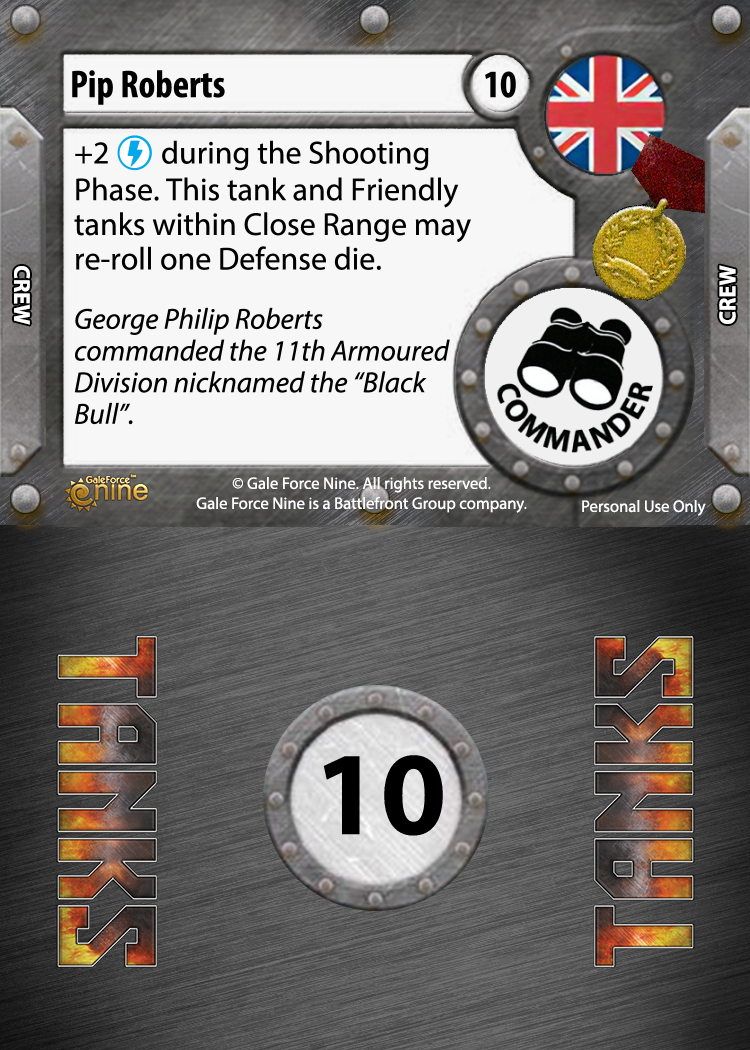 Pip Roberts
10
+2 during the Shooting
Phase. This tank and Friendly
tanks within Close Range may
re-roll one Defense die.
George Philip Roberts
commanded the 11th Armoured
Division nicknamed the “Black
Bull”.
CREW
CREW
COMMANDER
GaleForce™
nine
© Gale Force Nine. All rights reserved.
Gale Force Nine is a Battlefront Group company.
Personal Use Only
TANKS
10
TANKS